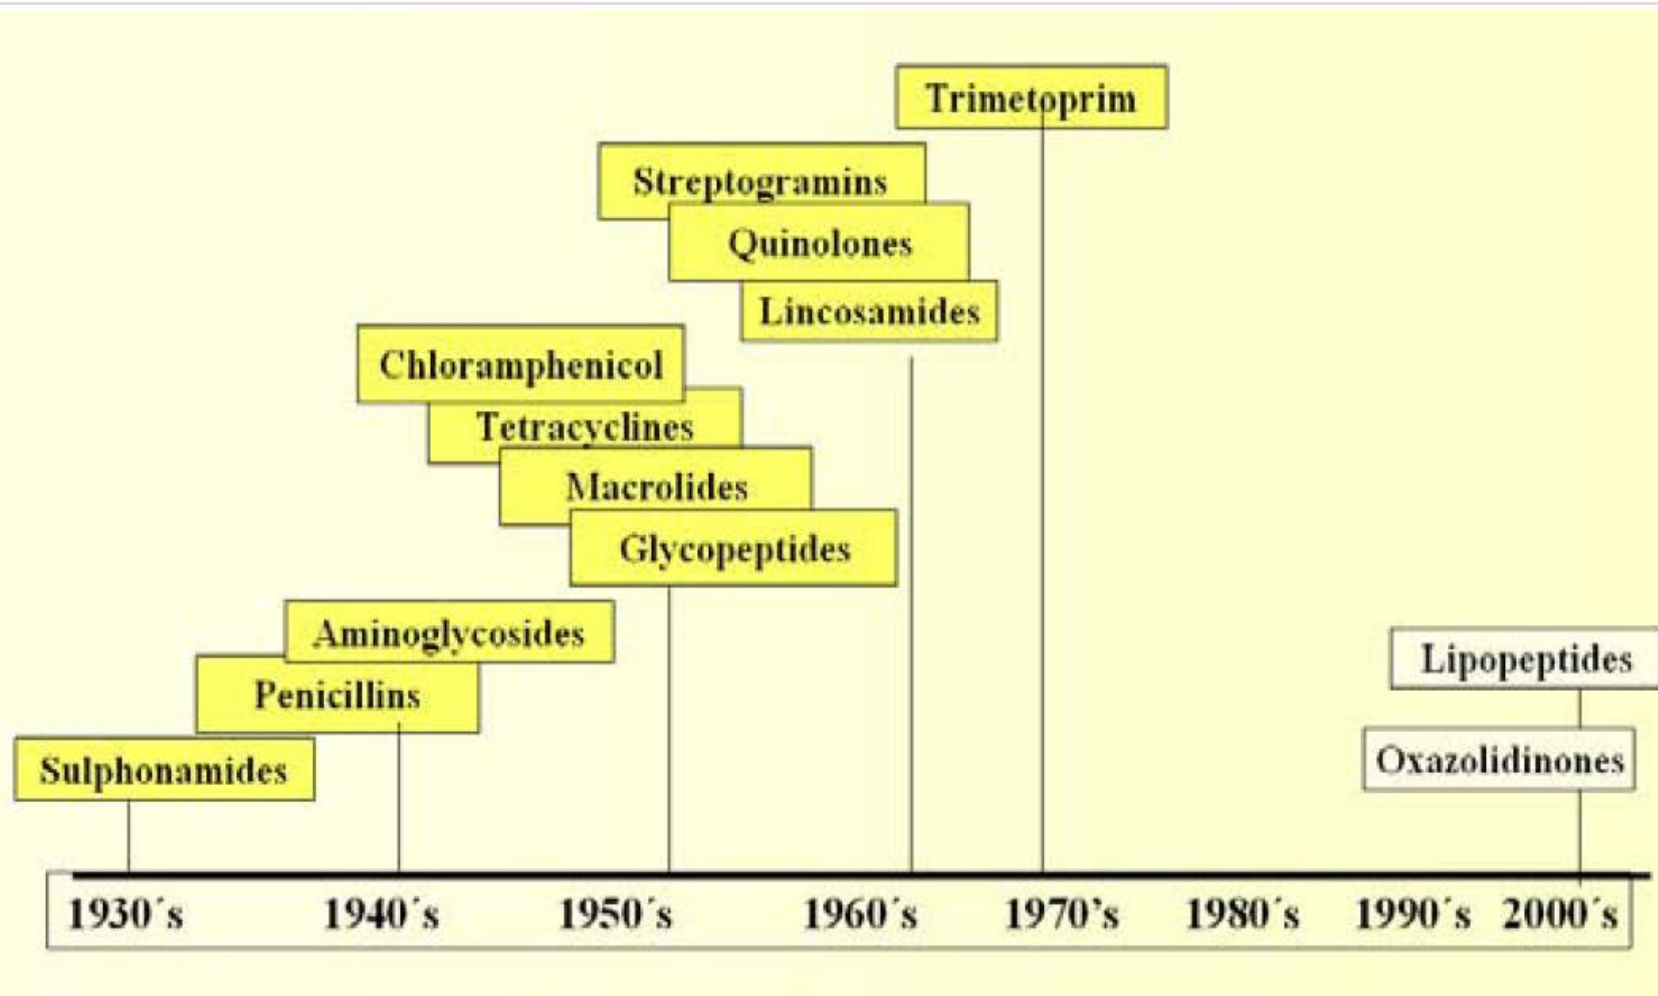 Trimetoprim
Streptogramins
Quinolones
Lincosamides
Chloramphenicol
Tetracyclines
Macrolides
Glycopeptides
Aminoglycosides
Penicillins
Sulphonamides
Lipopeptides
Oxazolidinones
1930´s 1940´s 1950´s 1960´s 1970’s 1980´s 1990´s 2000´s